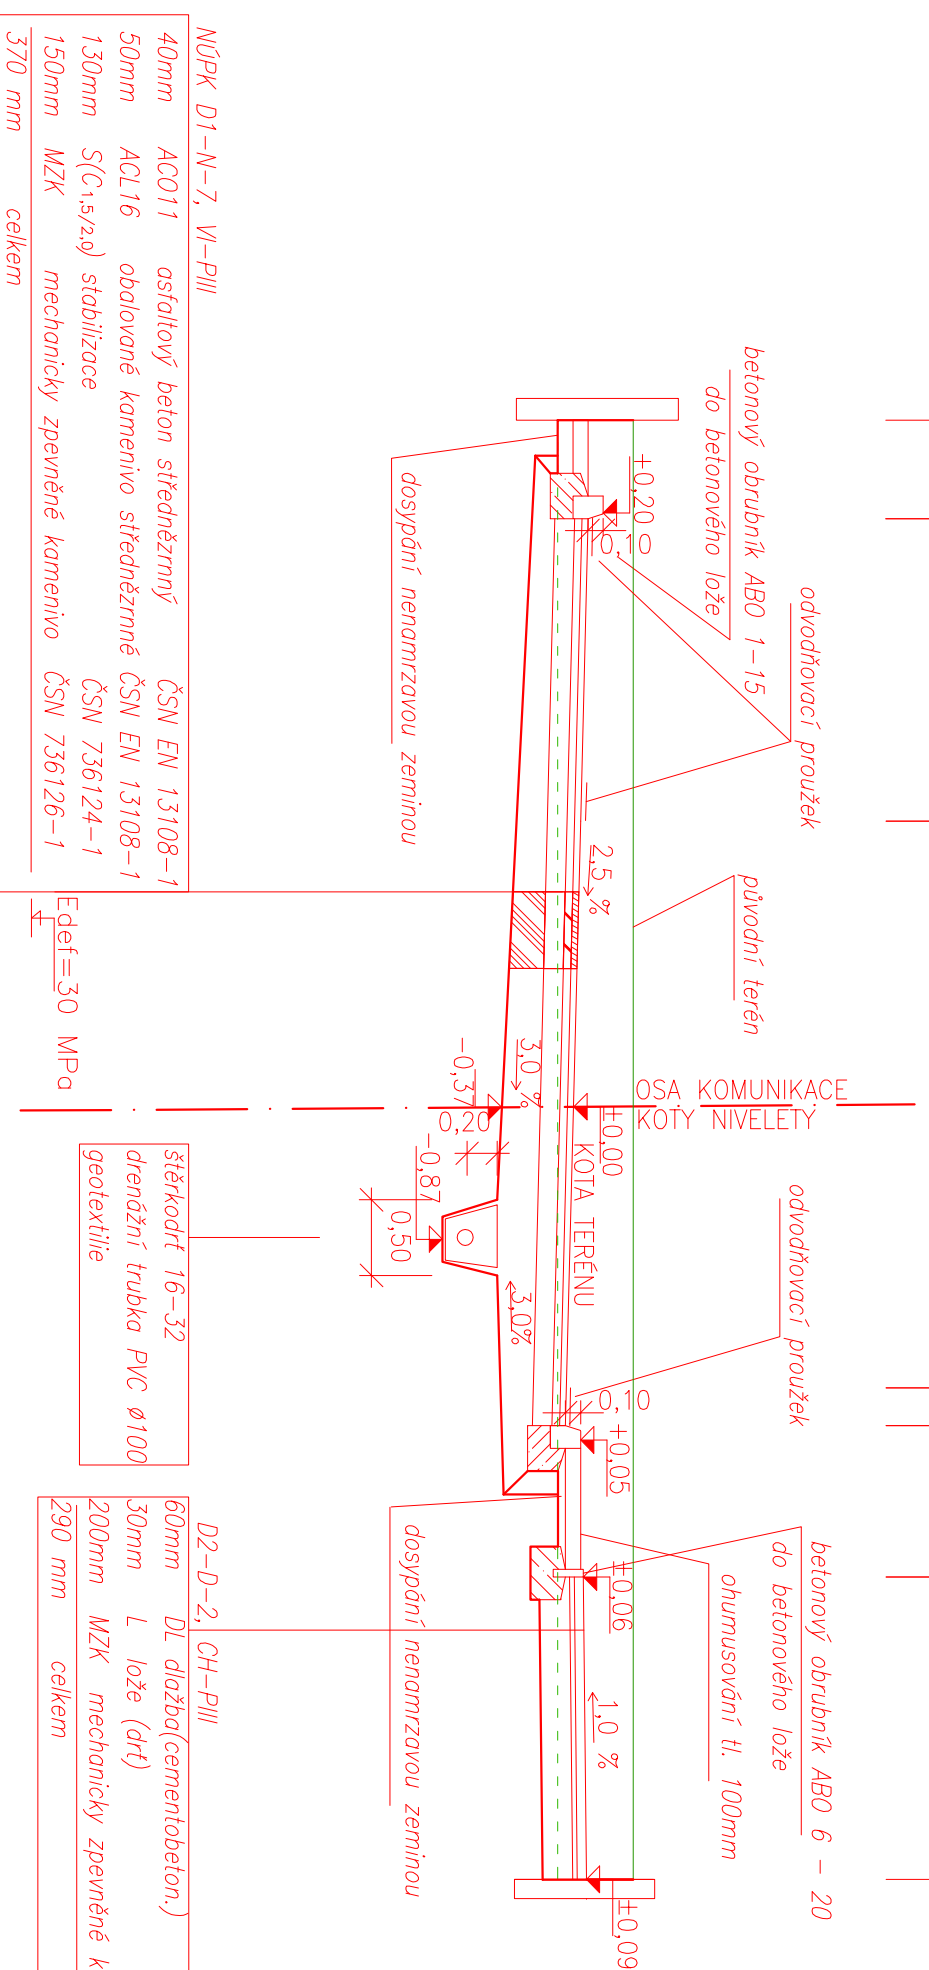 betonový obrubník ABO 1-15
do betonového lože
odvodňovací proužek
původní terén
OSA KOMUNIKACE
KOTY NIVELETY
odvodňovací proužek
betonový obrubník ABO 6 - 20
do betonového lože
ohumusování tl. 100mm
+0,20
0,10
2,5 %
±0,00
KOTA TERÉNU
3,0 %
-0,37
0,20
-0,87
0,50
3,0%
0,10
+0,05
±0,06
1,0 %
±0,09
dosypání nenamrzavou zeminou
dosypání nenamrzavou zeminou
NÚPK D1-N-7, VI-PIII
40mm ACO11 asfaltový beton střednězrnný ČSN EN 13108-1
50mm ACL16 obalované kamenivo střednězrnné ČSN EN 13108-1
130mm S(C1,5/2,0) stabilizace ČSN 736124-1
150mm MZK mechanicky zpevněné kamenivo ČSN 736126-1
370 mm celkem
Edef=30 MPa
štěrkodrť 16-32
drenážní trubka PVC ø100
geotextilie
D2-D-2, CH-PIII
60mm DL dlažba(cementobeton.)
30mm L lože (drť)
200mm MZK mechanicky zpevněné k
290 mm celkem